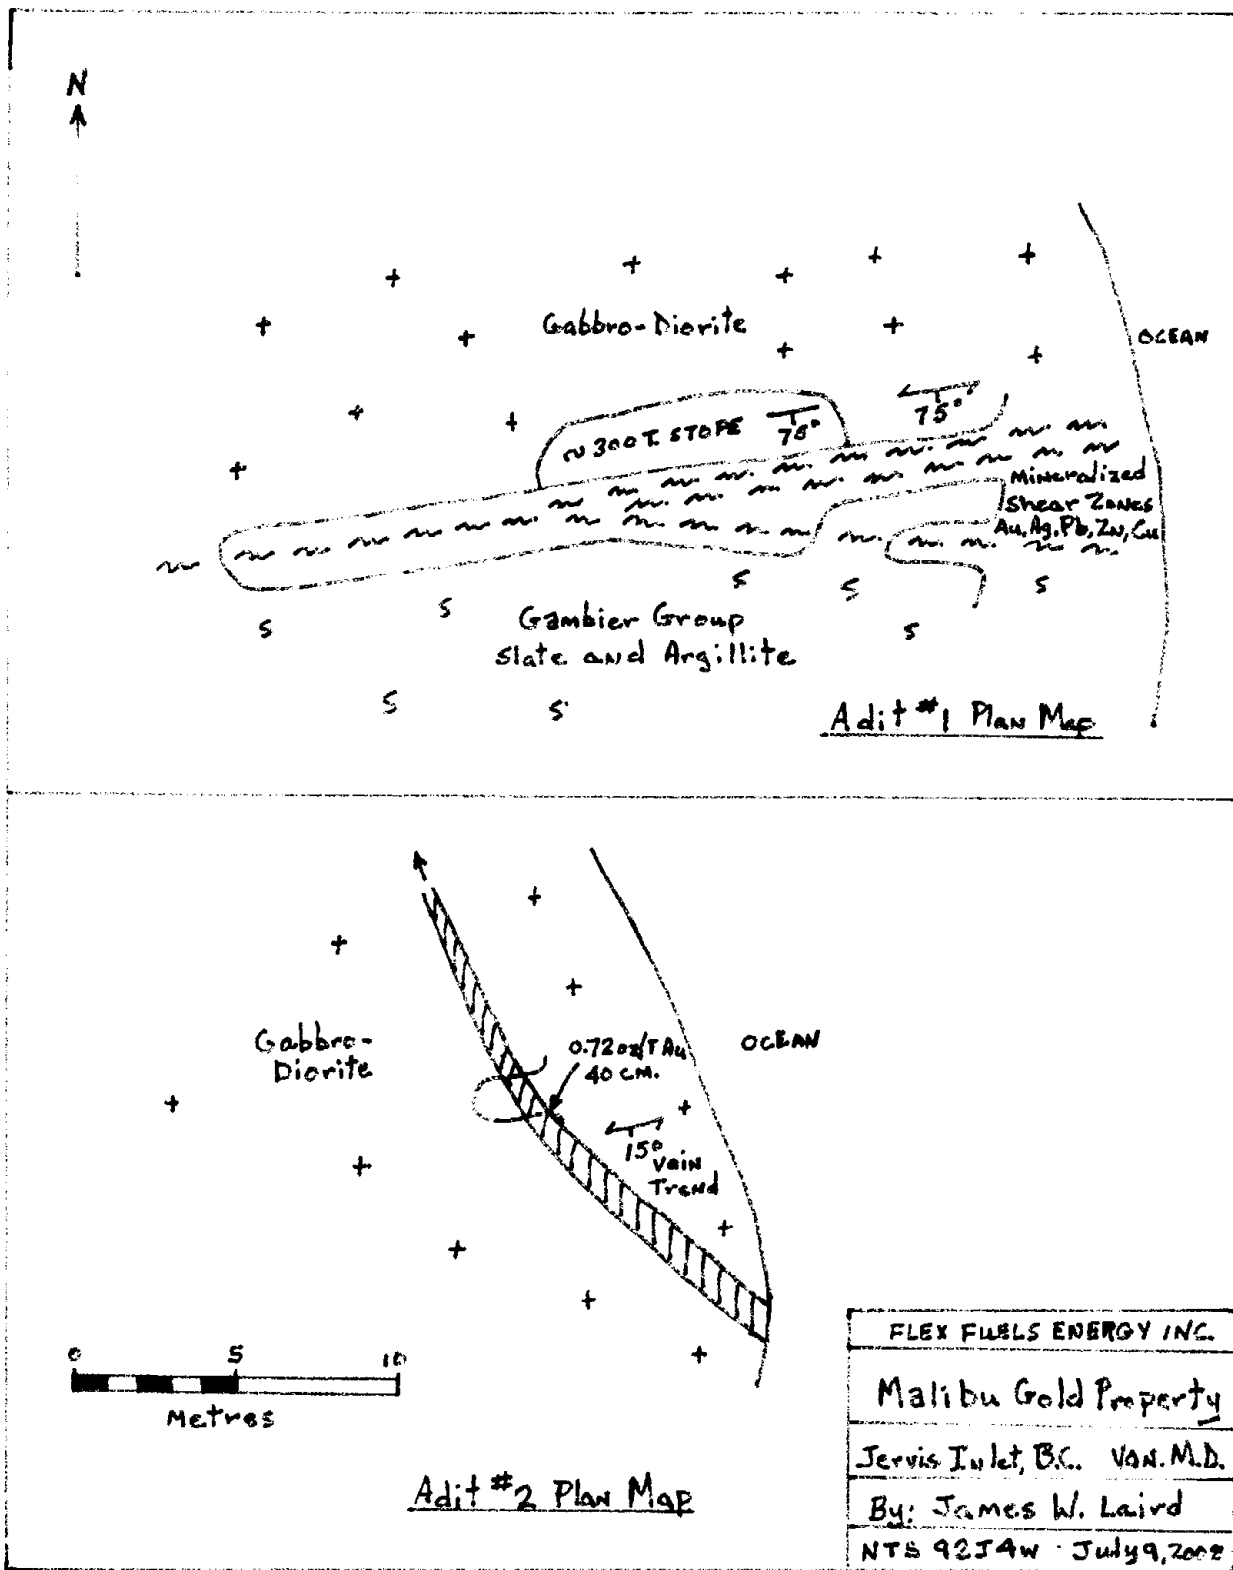 N
Gabbro-Diorite
OCEAN
75°
~ 300 T. STOPE 75°
Mineralized
Shear Zones
Au, Ag, Pb, Zn, Cu
S S S S S S S S
Gambier Group
Slate and Argillite
Adit #1 Plan Map
Gabbro-
Diorite
0.72 oz/T Au
40 CM.
OCEAN
15°
Vein
Trend
0 5 10
Metres
Adit #2 Plan Map
FLEX FUELS ENERGY INC.
Malibu Gold Property
Jervis Inlet, B.C. VAN. M.D.
By: James W. Laird
NTS 92J4W July 9,